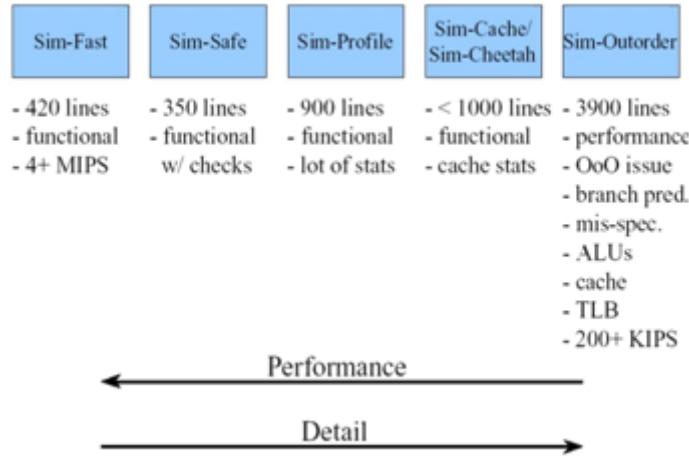 Sim-Fast
- 420 lines
- functional
- 4+ MIPS
Sim-Safe
- 350 lines
- functional
w/ checks
Sim-Profile
- 900 lines
- functional
- lot of stats
Sim-Cache/
Sim-Cheetah
- < 1000 lines
- functional
- cache stats
Sim-Outorder
- 3900 lines
- performance
- OoO issue
- branch pred.
- mis-spec.
- ALUs
- cache
- TLB
- 200+ KIPS
Performance
Detail